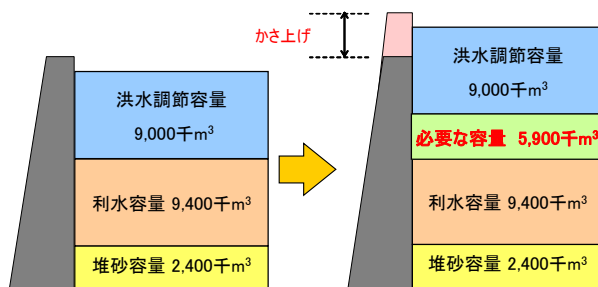 洪水調節容量
9,000千m³
利水容量 9,400千m³
堆砂容量 2,400千m³
かさ上げ
洪水調節容量
9,000千m³
必要な容量 5,900千m³
利水容量 9,400千m³
堆砂容量 2,400千m³